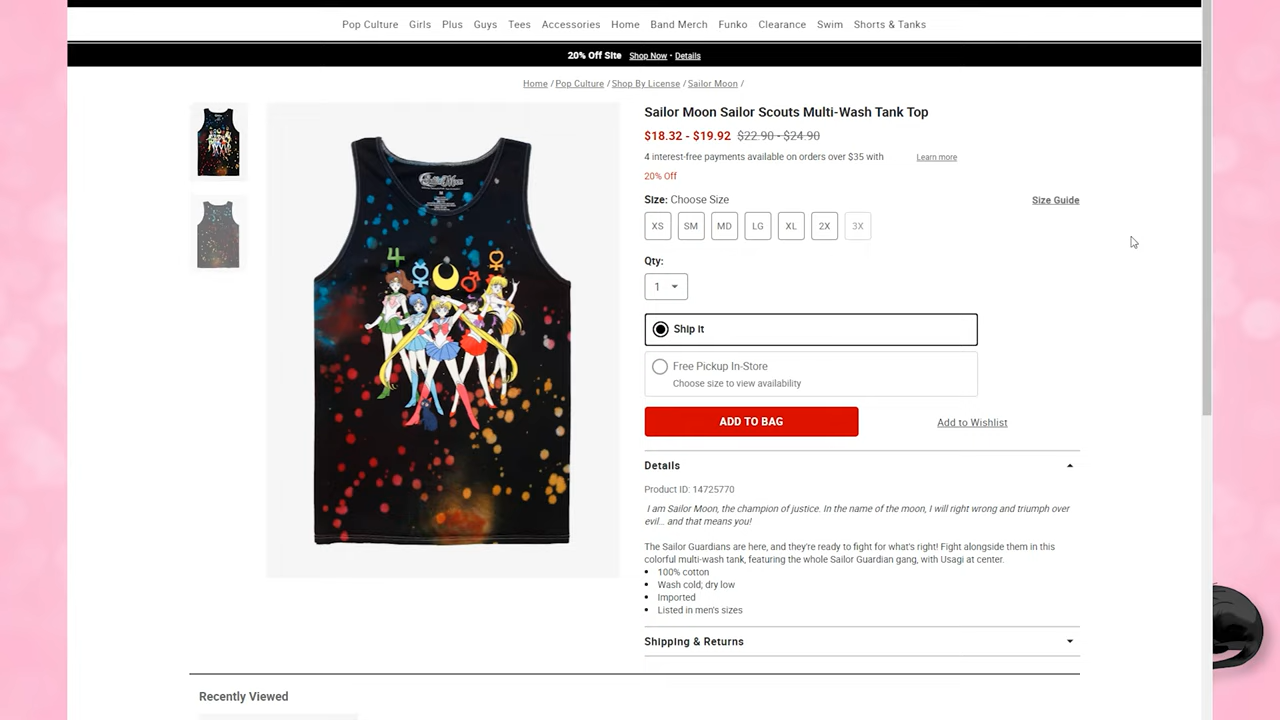 Pop Culture Girls Plus Guys Tees Accessories Home Band Merch Funko Clearance Swim Shorts & Tanks
20% Off Site Shop Now - Details
Home / Pop Culture / Shop By License / Sailor Moon /
Sailor Moon Sailor Scouts Multi-Wash Tank Top
$18.32 - $19.92 $22.90 - $24.90
4 interest-free payments available on orders over $35 with Learn more
20% Off
Size: Choose Size Size Guide
XS SM MD LG XL 2X 3X
Qty:
1
Ship it
Free Pickup In-Store
Choose size to view availability
ADD TO BAG Add to Wishlist
Details
Product ID: 14725770
I am Sailor Moon, the champion of justice. In the name of the moon, I will right wrong and triumph over
evil... and that means you!
The Sailor Guardians are here, and they're ready to fight for what's right! Fight alongside them in this
colorful multi-wash tank, featuring the whole Sailor Guardian gang, with Usagi at center.
• 100% cotton
• Wash cold; dry low
• Imported
• Listed in men's sizes
Shipping & Returns
Recently Viewed